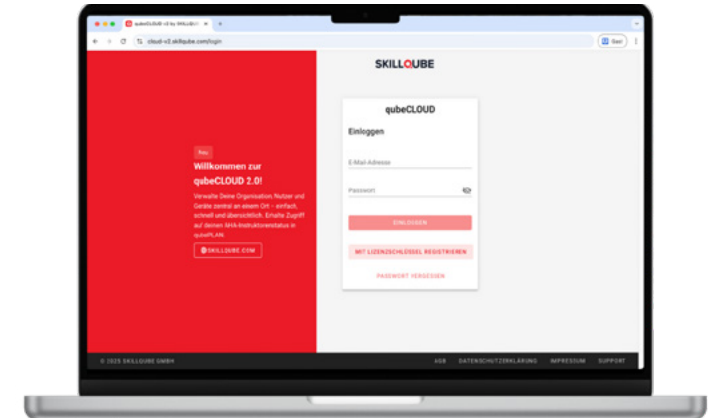 qubeCLOUD v2 by SKILLQUBE
cloud-v2.skillqube.com/login
Gast
SKILLQUBE
Neu
Willkommen zur
qubeCLOUD 2.0!
Verwalte Deine Organisation, Nutzer und
Geräte zentral an einem Ort – einfach,
schnell und übersichtlich. Erhalte Zugriff
auf deinen AHA-Instruktorenstatus in
qubePLAN.
SKILLQUBE.COM
qubeCLOUD
Einloggen
E-Mail-Adresse
Passwort
EINLOGGEN
MIT LIZENZSCHLÜSSEL REGISTRIEREN
PASSWORT VERGESSEN
© 2025 SKILLQUBE GMBH
AGB DATENSCHUTZERKLÄRUNG IMPRESSUM SUPPORT